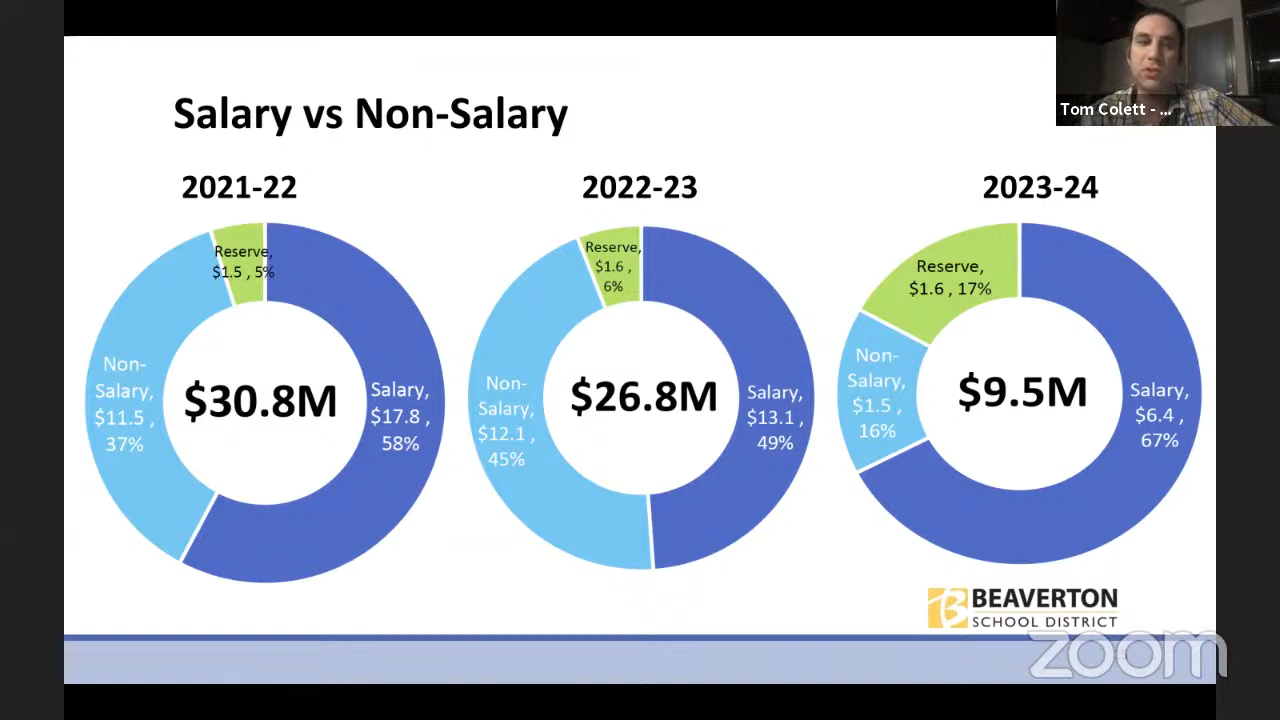 Tom Colett - ...
Salary vs Non-Salary
2021-22
2022-23
2023-24
Reserve,
$1.5 , 5%
Non-
Salary,
$11.5 ,
37%
$30.8M
Salary,
$17.8 ,
58%
Reserve,
$1.6 ,
6%
Non-
Salary,
$12.1 ,
45%
$26.8M
Salary,
$13.1 ,
49%
Reserve,
$1.6 , 17%
Non-
Salary,
$1.5 ,
16%
$9.5M
Salary,
$6.4 ,
67%
BEAVERTON
SCHOOL DISTRICT
zoom